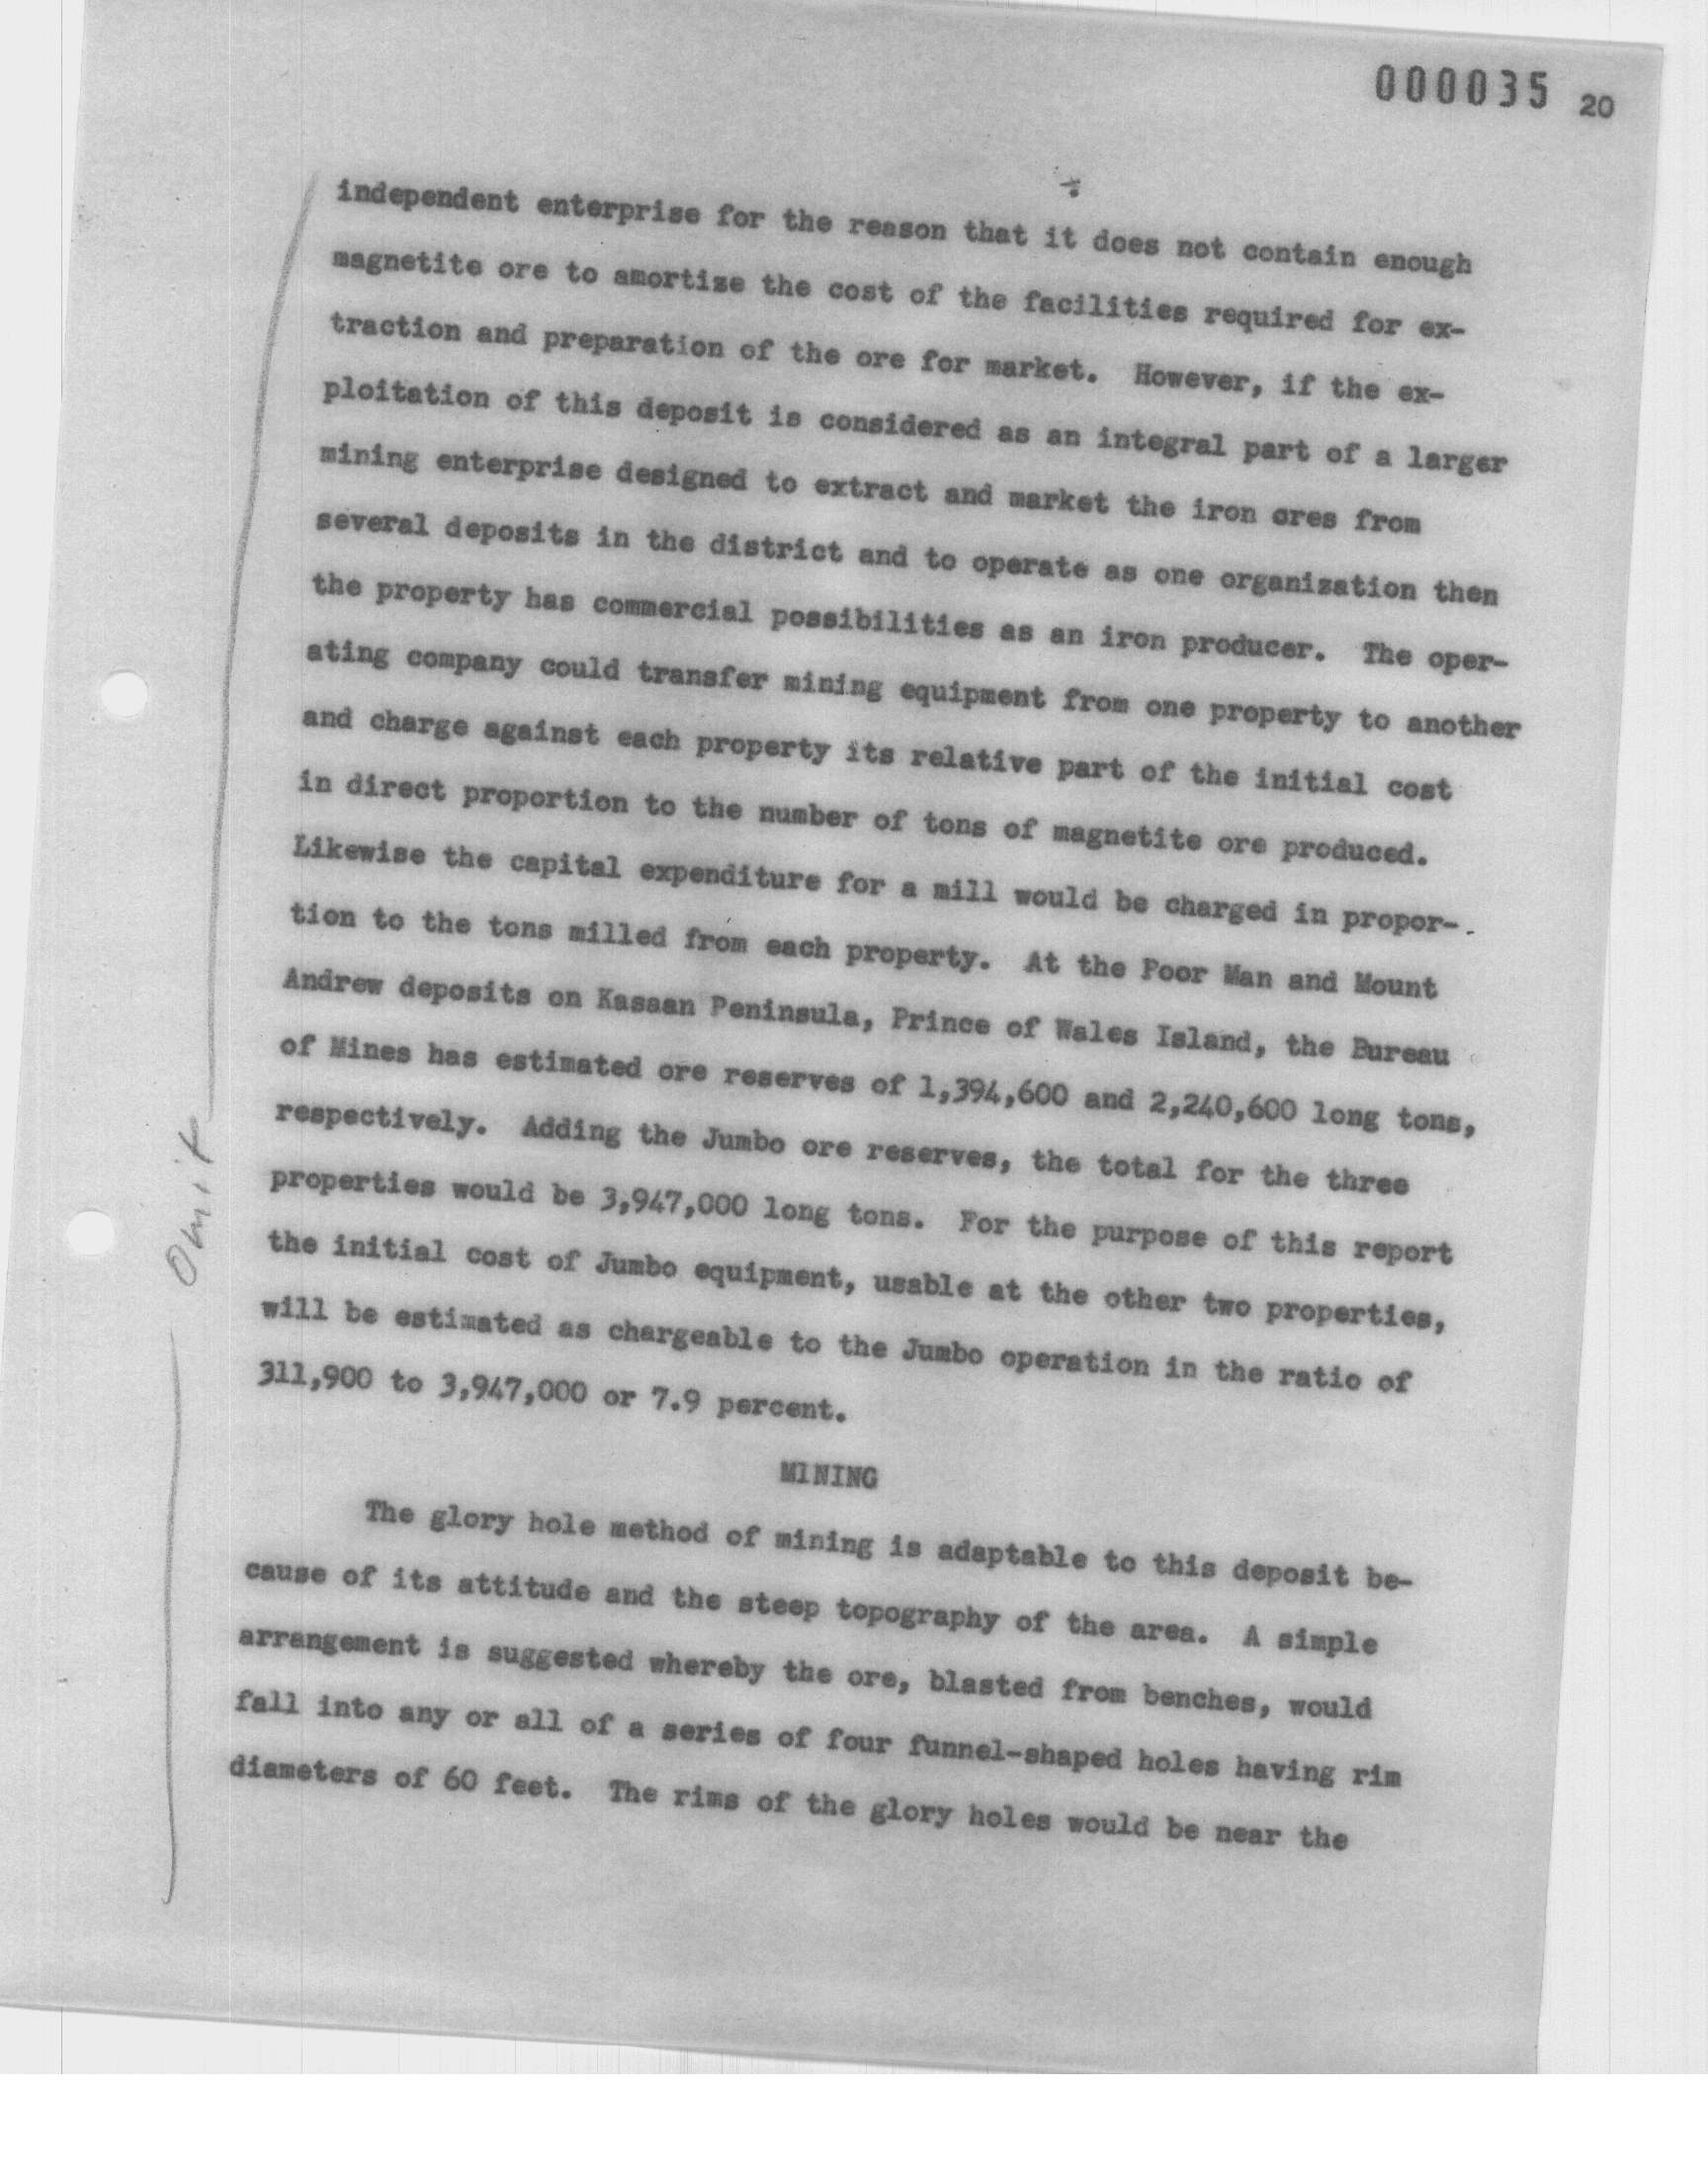 000035 20
independent enterprise for the reason that it does not contain enough
magnetite ore to amortize the cost of the facilities required for ex-
traction and preparation of the ore for market. However, if the ex-
ploitation of this deposit is considered as an integral part of a larger
mining enterprise designed to extract and market the iron ores from
several deposits in the district and to operate as one organization then
the property has commercial possibilities as an iron producer. The oper-
ating company could transfer mining equipment from one property to another
and charge against each property its relative part of the initial cost
in direct proportion to the number of tons of magnetite ore produced.
Likewise the capital expenditure for a mill would be charged in propor-
tion to the tons milled from each property. At the Poor Man and Mount
Andrew deposits on Kasaan Peninsula, Prince of Wales Island, the Bureau
of Mines has estimated ore reserves of 1,394,600 and 2,240,600 long tons,
respectively. Adding the Jumbo ore reserves, the total for the three
properties would be 3,947,000 long tons. For the purpose of this report
the initial cost of Jumbo equipment, usable at the other two properties,
will be estimated as chargeable to the Jumbo operation in the ratio of
311,900 to 3,947,000 or 7.9 percent.
Omit
MINING
The glory hole method of mining is adaptable to this deposit be-
cause of its attitude and the steep topography of the area. A simple
arrangement is suggested whereby the ore, blasted from benches, would
fall into any or all of a series of four funnel-shaped holes having rim
diameters of 60 feet. The rims of the glory holes would be near the